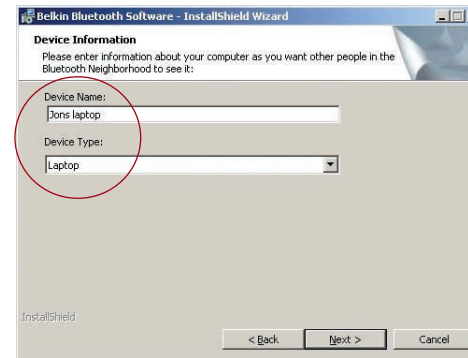 Belkin Bluetooth Software - InstallShield Wizard
Device Information
Please enter information about your computer as you want other people in the
Bluetooth Neighborhood to see it:
Device Name:
Jons laptop
Device Type:
Laptop
InstallShield
< Back Next > Cancel